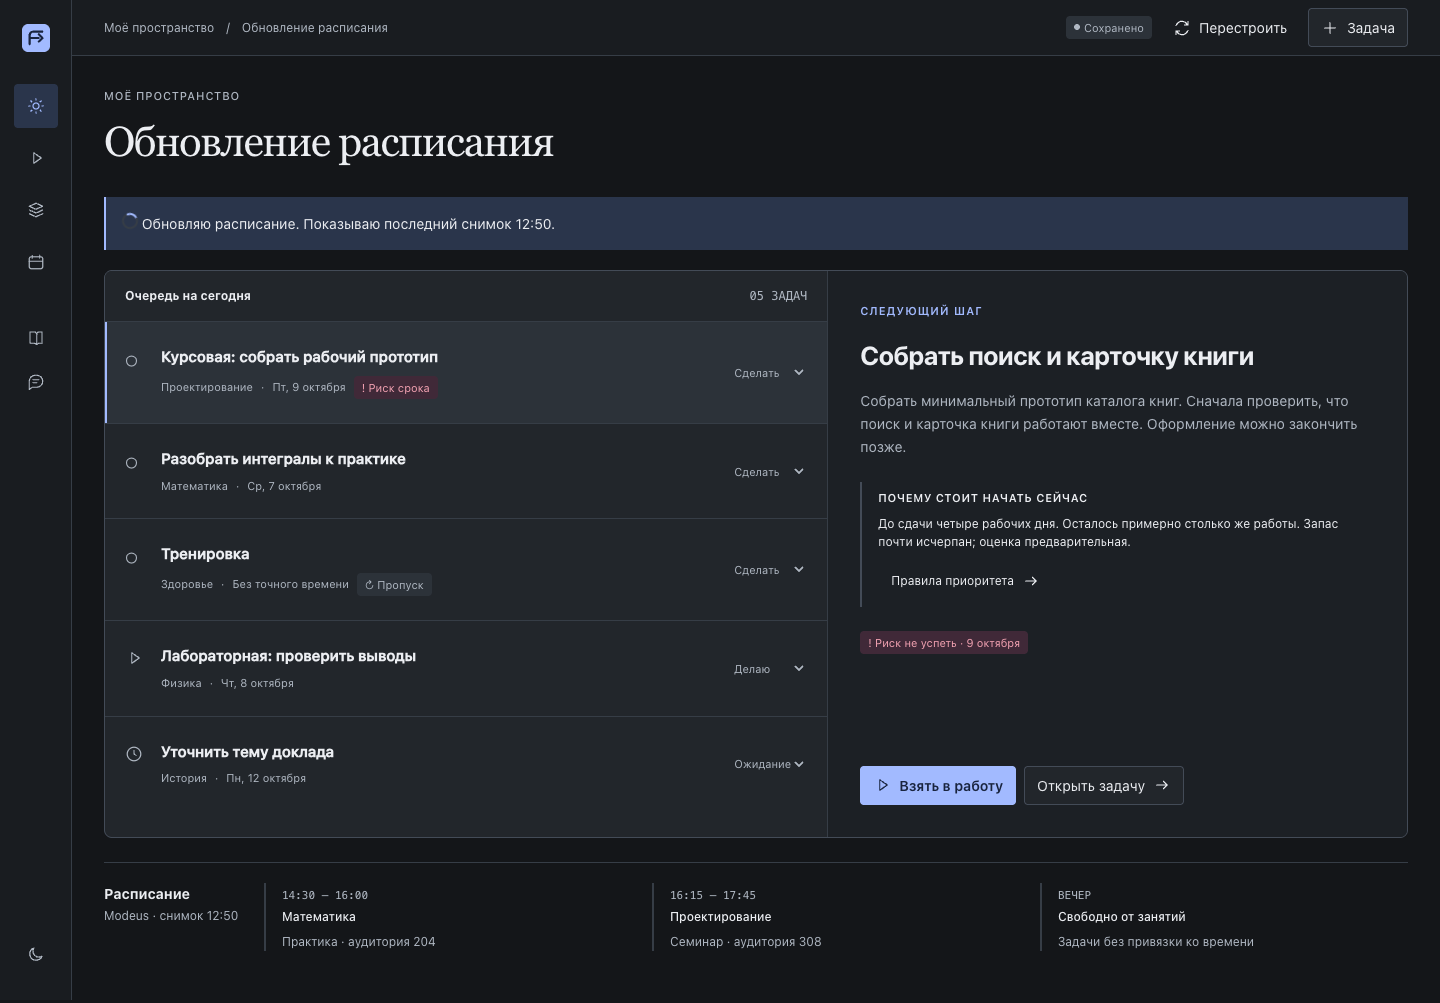 Моё пространство / Обновление расписания
Сохранено
Перестроить
Задача
МОЁ ПРОСТРАНСТВО
Обновление расписания
Обновляю расписание. Показываю последний снимок 12:50.
Очередь на сегодня
05 ЗАДАЧ
Курсовая: собрать рабочий прототип
Проектирование · Пт, 9 октября ! Риск срока
Сделать
Разобрать интегралы к практике
Математика · Ср, 7 октября
Сделать
Тренировка
Здоровье · Без точного времени ↻ Пропуск
Сделать
Лабораторная: проверить выводы
Физика · Чт, 8 октября
Делаю
Уточнить тему доклада
История · Пн, 12 октября
Ожидание
СЛЕДУЮЩИЙ ШАГ
Собрать поиск и карточку книги
Собрать минимальный прототип каталога книг. Сначала проверить, что
поиск и карточка книги работают вместе. Оформление можно закончить
позже.
ПОЧЕМУ СТОИТ НАЧАТЬ СЕЙЧАС
До сдачи четыре рабочих дня. Осталось примерно столько же работы. Запас
почти исчерпан; оценка предварительная.
Правила приоритета →
! Риск не успеть · 9 октября
Взять в работу
Открыть задачу →
Расписание
Modeus · снимок 12:50
14:30 — 16:00
Математика
Практика · аудитория 204
16:15 — 17:45
Проектирование
Семинар · аудитория 308
ВЕЧЕР
Свободно от занятий
Задачи без привязки ко времени